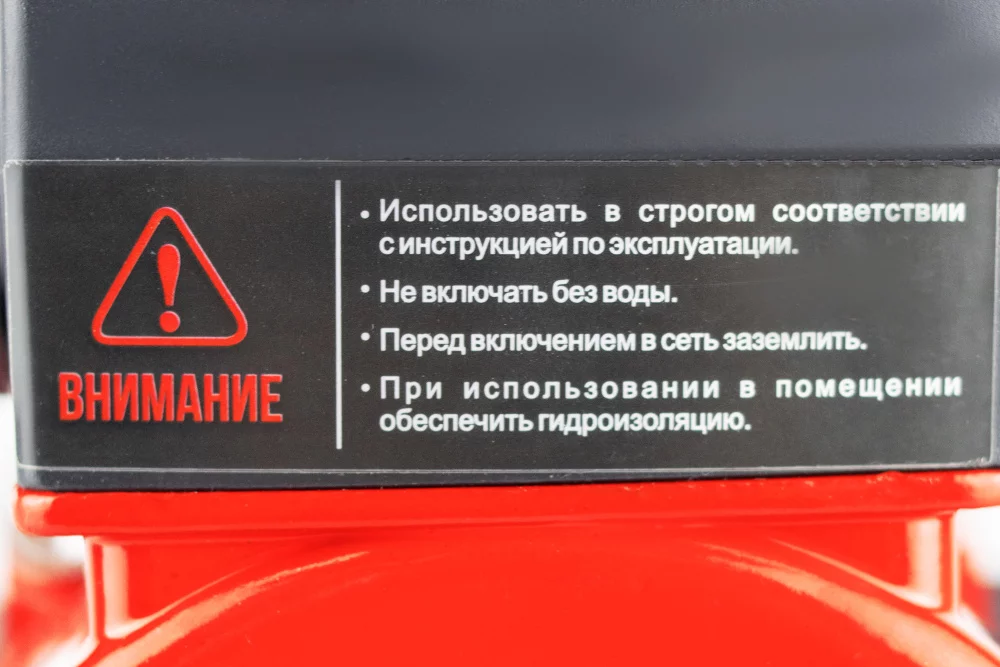 ВНИМАНИЕ
• Использовать в строгом соответствии
с инструкцией по эксплуатации.
• Не включать без воды.
• Перед включением в сеть заземлить.
• При использовании в помещении
обеспечить гидроизоляцию.